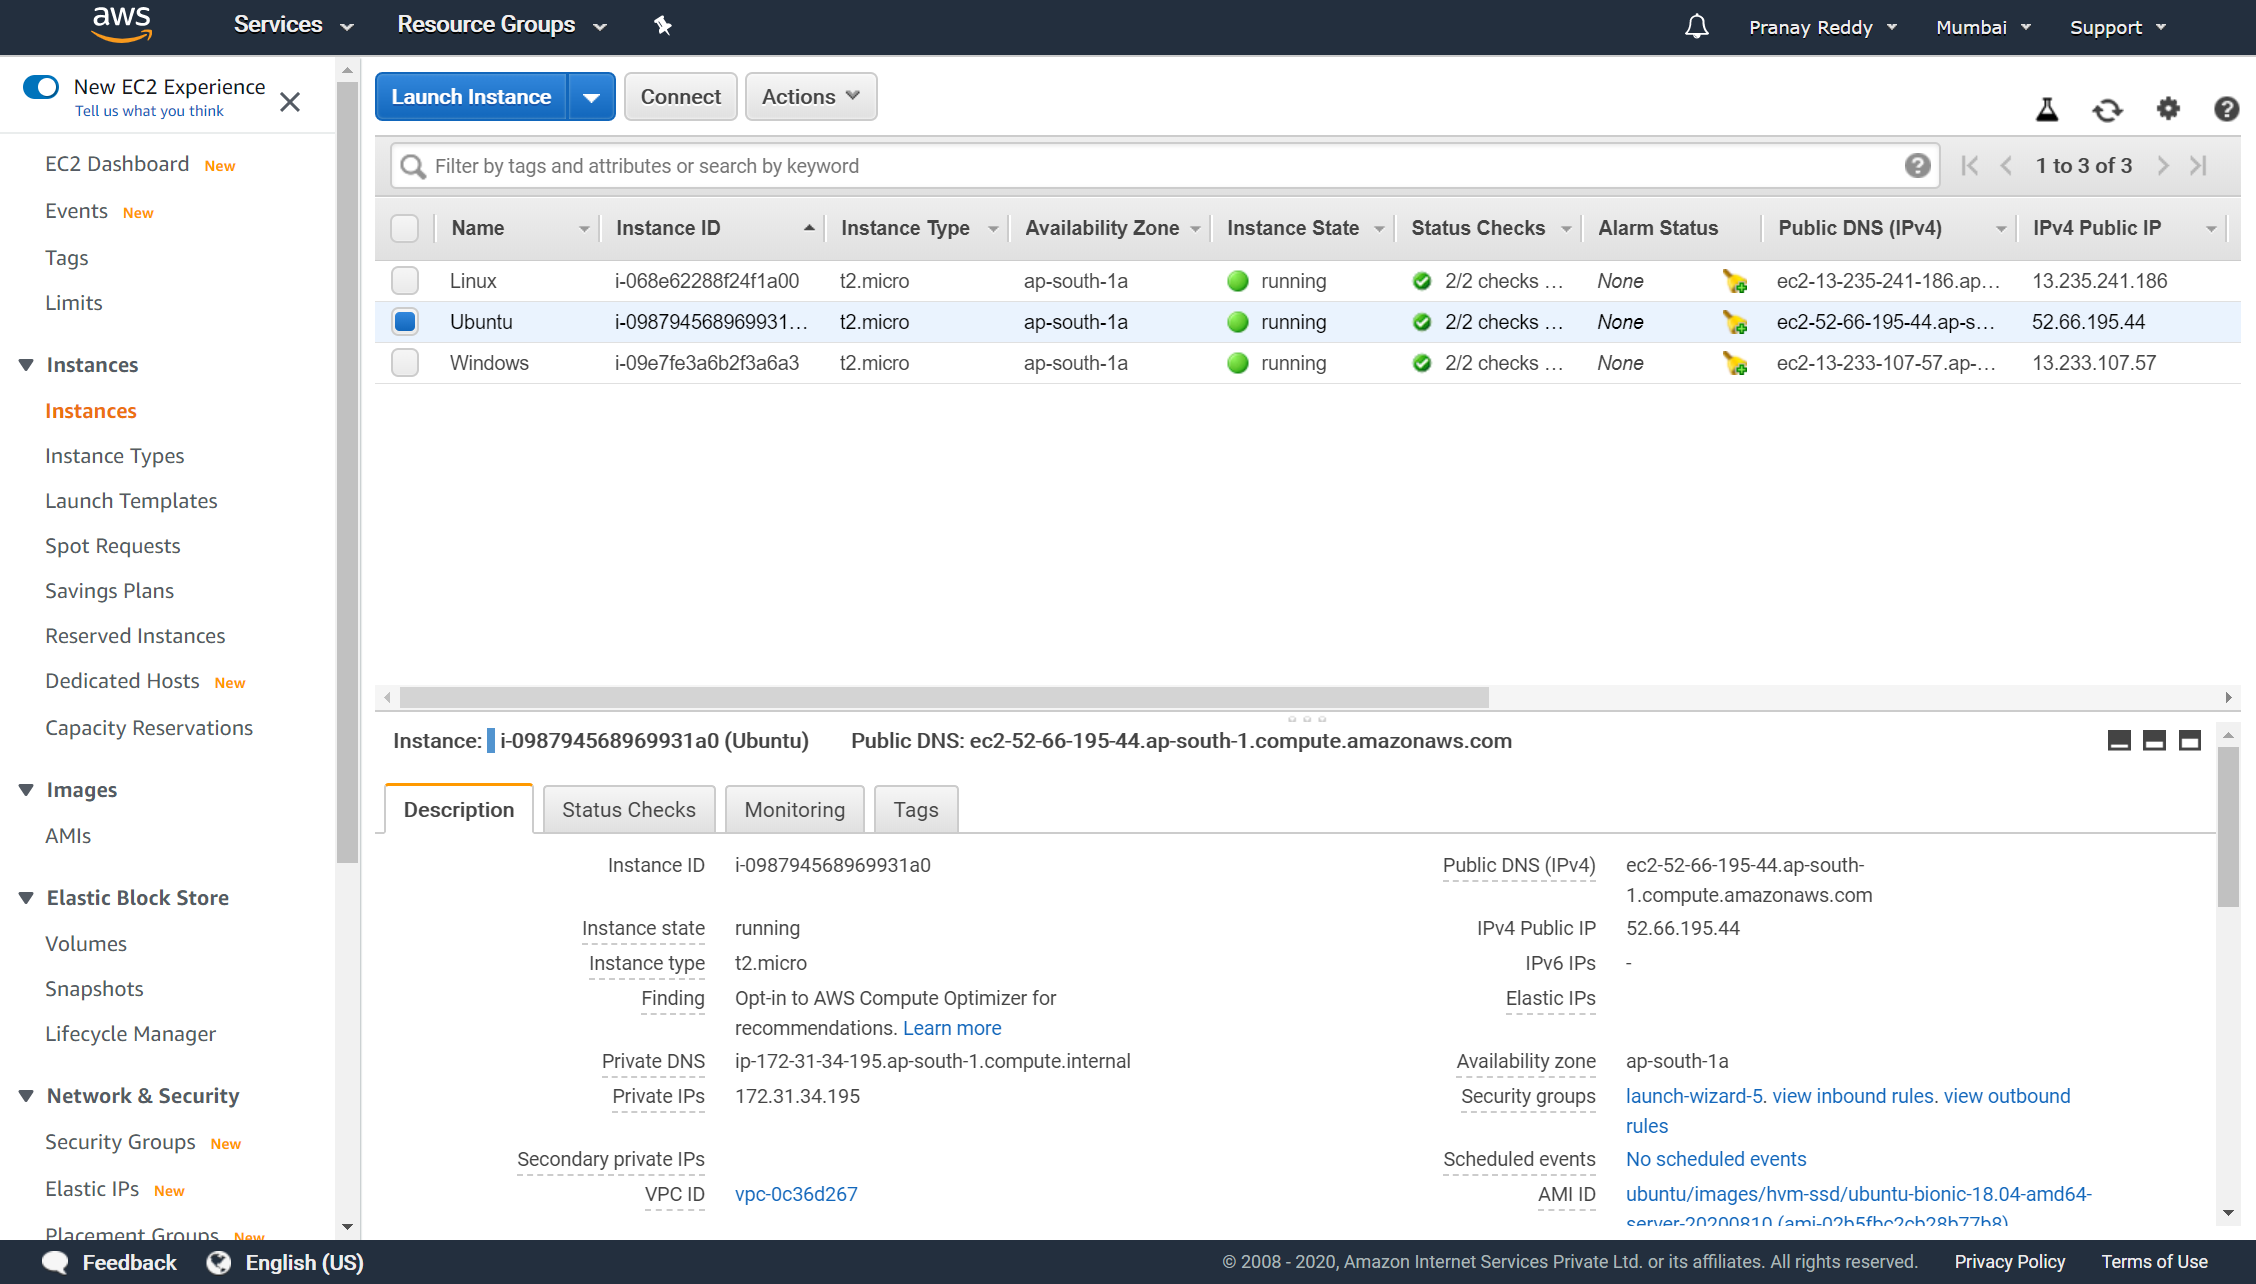 aws Services Resource Groups Pranay Reddy Mumbai Support
New EC2 Experience
Tell us what you think
EC2 Dashboard New
Events New
Tags
Limits
Instances
Instances
Instance Types
Launch Templates
Spot Requests
Savings Plans
Reserved Instances
Dedicated Hosts New
Capacity Reservations
Images
AMIs
Elastic Block Store
Volumes
Snapshots
Lifecycle Manager
Network & Security
Security Groups New
Elastic IPs New
Placement Groups New
Launch Instance Connect Actions
Filter by tags and attributes or search by keyword 1 to 3 of 3
Name Instance ID Instance Type Availability Zone Instance State Status Checks Alarm Status Public DNS (IPv4) IPv4 Public IP
Linux i-068e62288f24f1a00 t2.micro ap-south-1a running 2/2 checks ... None ec2-13-235-241-186.ap... 13.235.241.186
Ubuntu i-098794568969931... t2.micro ap-south-1a running 2/2 checks ... None ec2-52-66-195-44.ap-s... 52.66.195.44
Windows i-09e7fe3a6b2f3a6a3 t2.micro ap-south-1a running 2/2 checks ... None ec2-13-233-107-57.ap-... 13.233.107.57
Instance: i-098794568969931a0 (Ubuntu) Public DNS: ec2-52-66-195-44.ap-south-1.compute.amazonaws.com
Description Status Checks Monitoring Tags
Instance ID i-098794568969931a0
Instance state running
Instance type t2.micro
Finding Opt-in to AWS Compute Optimizer for
recommendations. Learn more
Private DNS ip-172-31-34-195.ap-south-1.compute.internal
Private IPs 172.31.34.195
Secondary private IPs
VPC ID vpc-0c36d267
Public DNS (IPv4) ec2-52-66-195-44.ap-south-
1.compute.amazonaws.com
IPv4 Public IP 52.66.195.44
IPv6 IPs -
Elastic IPs
Availability zone ap-south-1a
Security groups launch-wizard-5. view inbound rules. view outbound
rules
Scheduled events No scheduled events
AMI ID ubuntu/images/hvm-ssd/ubuntu-bionic-18.04-amd64-
server-20200810 (ami-02b5fbc2cb28b77b8)
Feedback English (US) © 2008 - 2020, Amazon Internet Services Private Ltd. or its affiliates. All rights reserved. Privacy Policy Terms of Use